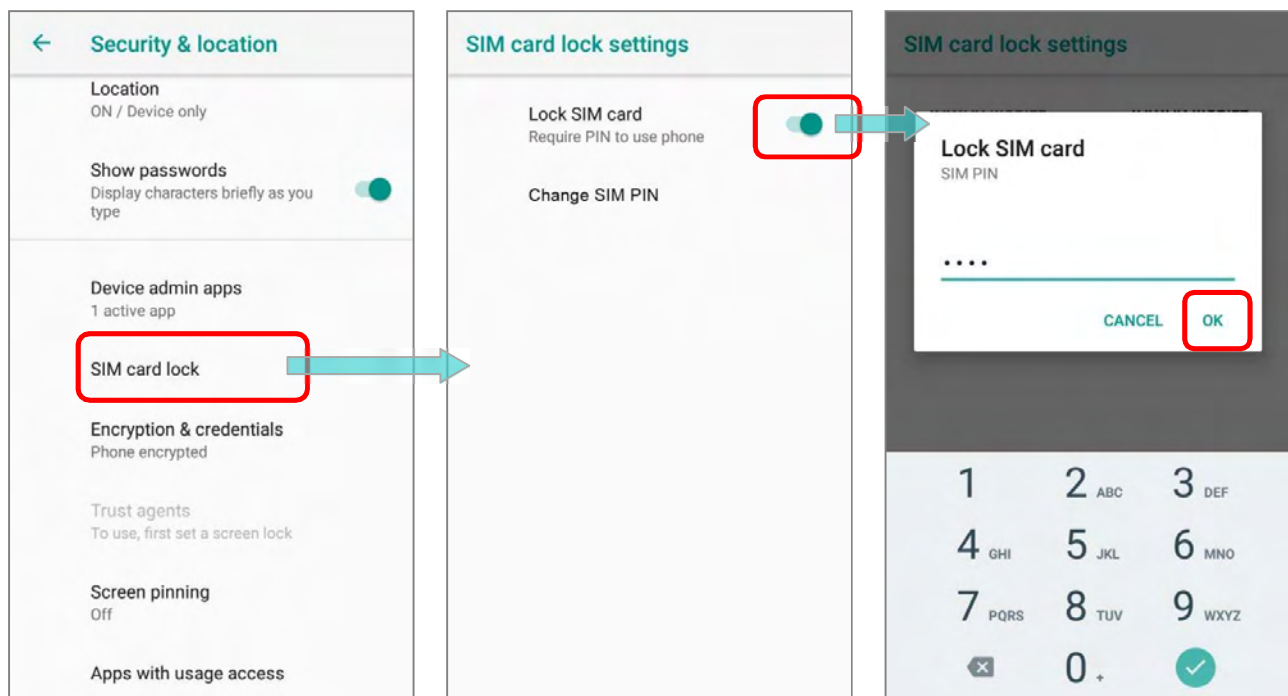 Security & location
Location
ON / Device only
Show passwords
Display characters briefly as you
type
Device admin apps
1 active app
SIM card lock
Encryption & credentials
Phone encrypted
Trust agents
To use, first set a screen lock
Screen pinning
Off
Apps with usage access
SIM card lock settings
Lock SIM card
Require PIN to use phone
Change SIM PIN
SIM card lock settings
Lock SIM card
SIM PIN
....
CANCEL OK
1 2 ABC 3 DEF
4 GHI 5 JKL 6 MNO
7 PQRS 8 TUV 9 WXYZ
0 +